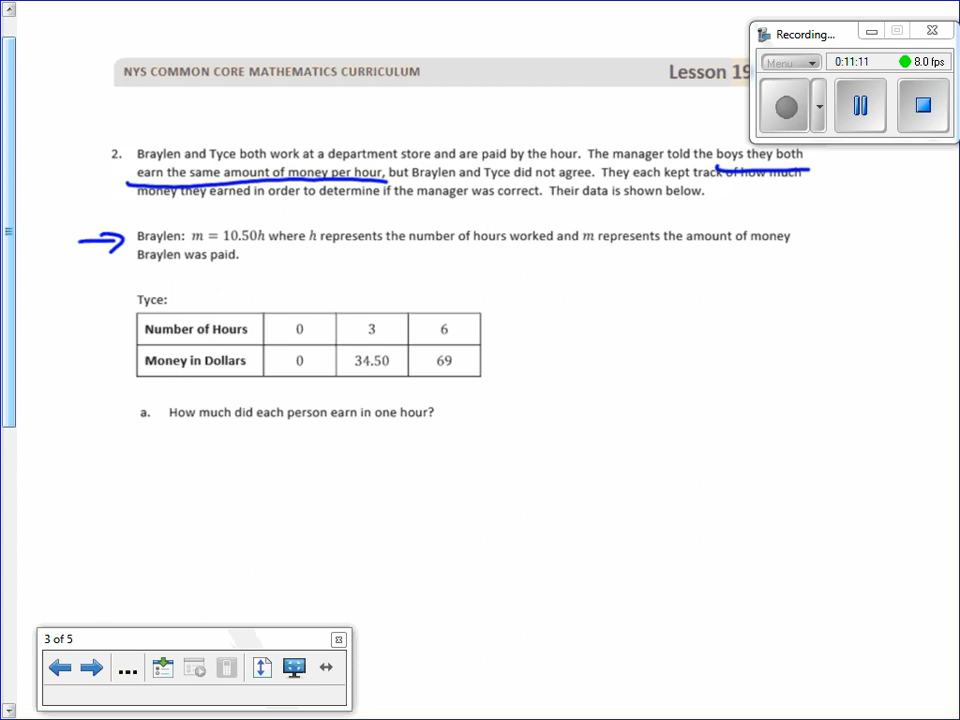 Recording...
Menu
0:11:11
8.0 fps
NYS COMMON CORE MATHEMATICS CURRICULUM
Lesson 19
2. Braylen and Tyce both work at a department store and are paid by the hour. The manager told the boys they both
earn the same amount of money per hour, but Braylen and Tyce did not agree. They each kept track of how much
money they earned in order to determine if the manager was correct. Their data is shown below.
Braylen: m = 10.50h where h represents the number of hours worked and m represents the amount of money
Braylen was paid.
Tyce:
Number of Hours 0 3 6
Money in Dollars 0 34.50 69
a. How much did each person earn in one hour?
3 of 5